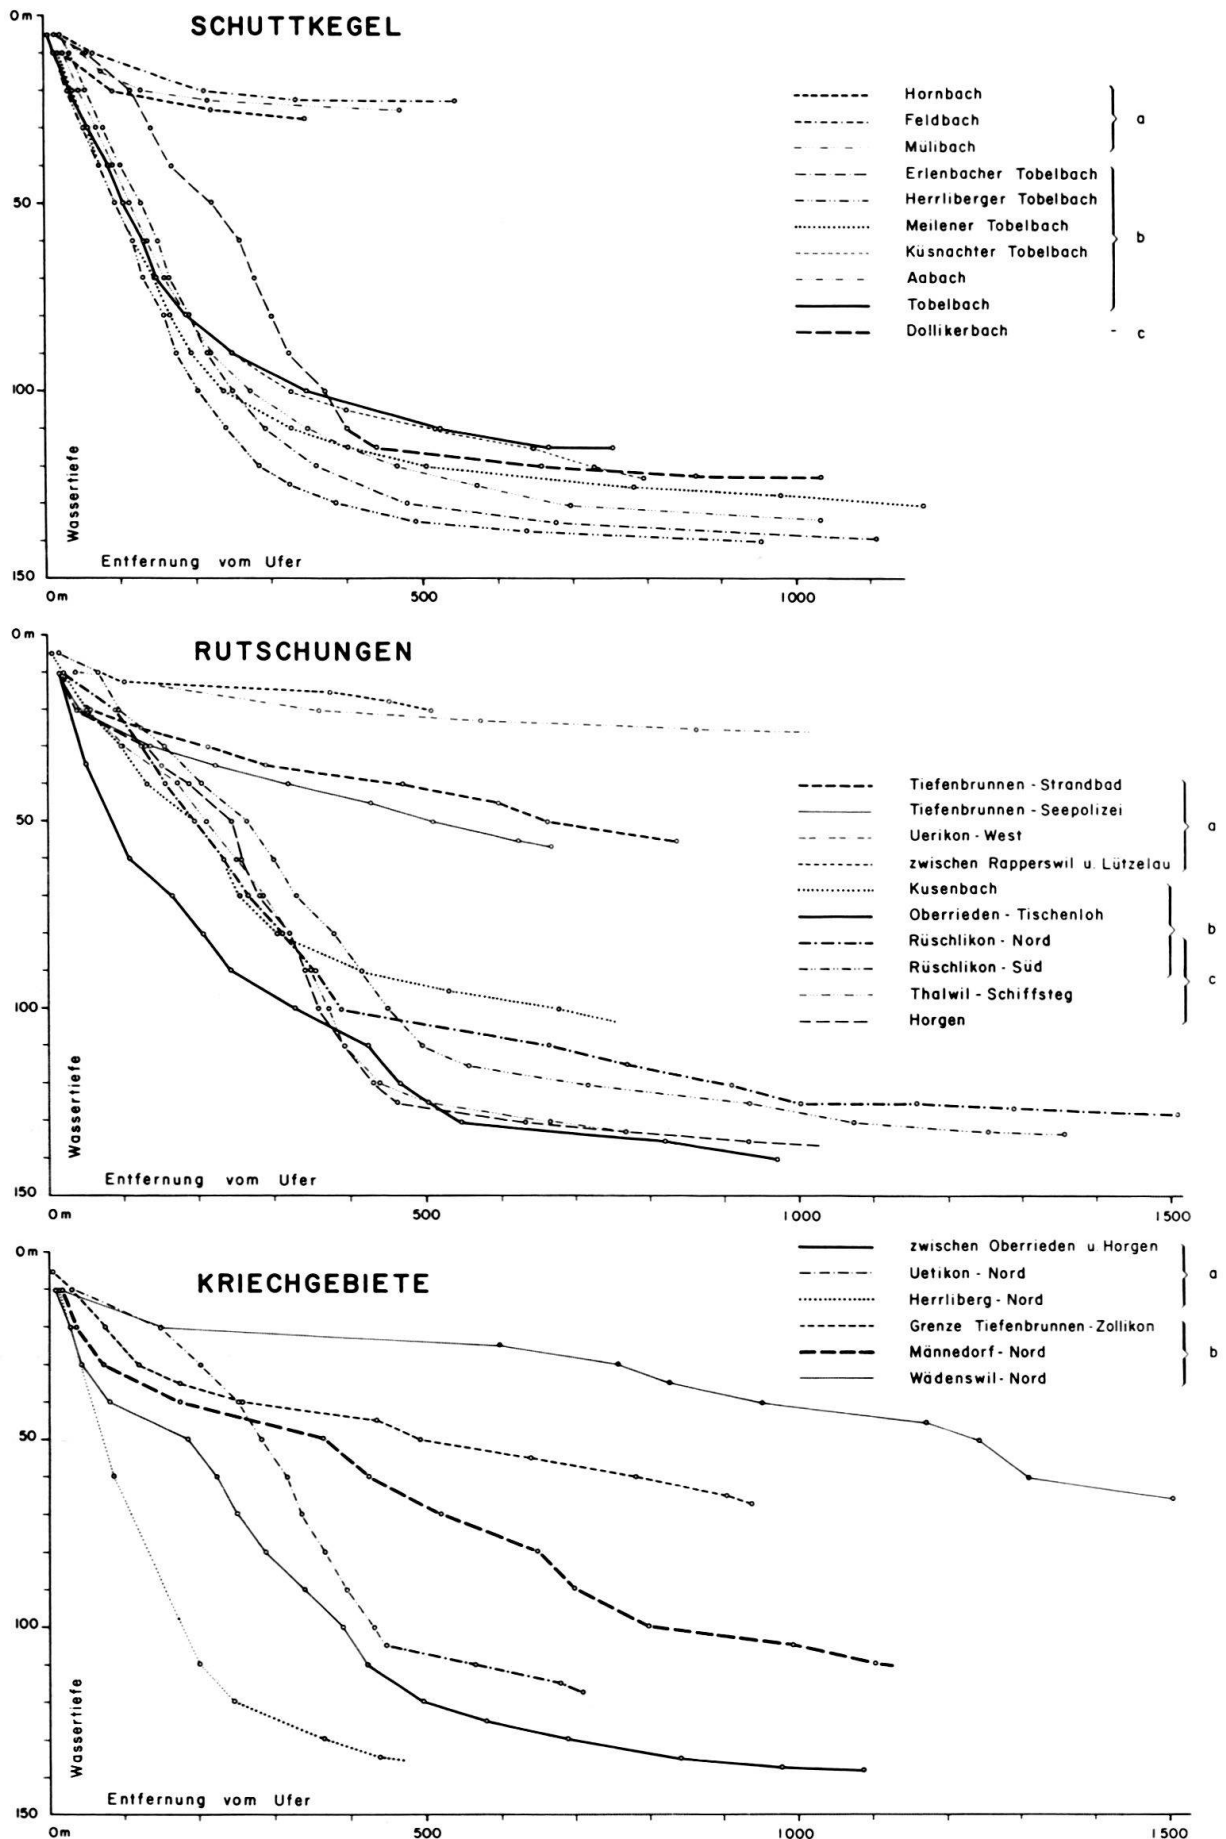 SCHUTTKEGEL
0 m
50
100
150
Wassertiefe
Entfernung vom Ufer
0 m
500
1000
Hornbach
Feldbach
Mülibach
a
Erlenbacher Tobelbach
Herrliberger Tobelbach
Meilener Tobelbach
Küsnachter Tobelbach
Aabach
Tobelbach
b
Dollikerbach
- c
RUTSCHUNGEN
0 m
50
100
150
Wassertiefe
Entfernung vom Ufer
0 m
500
1000
1500
Tiefenbrunnen - Strandbad
Tiefenbrunnen - Seepolizei
Uerikon - West
zwischen Rapperswil u. Lützelau
a
Kusenbach
Oberrieden - Tischenloh
Rüschlikon - Nord
Rüschlikon - Süd
b
Thalwil - Schiffsteg
Horgen
c
KRIECHGEBIETE
0 m
50
100
150
Wassertiefe
Entfernung vom Ufer
0 m
500
1000
1500
zwischen Oberrieden u. Horgen
Uetikon - Nord
Herrliberg - Nord
a
Grenze Tiefenbrunnen - Zollikon
Männedorf - Nord
Wädenswil - Nord
b